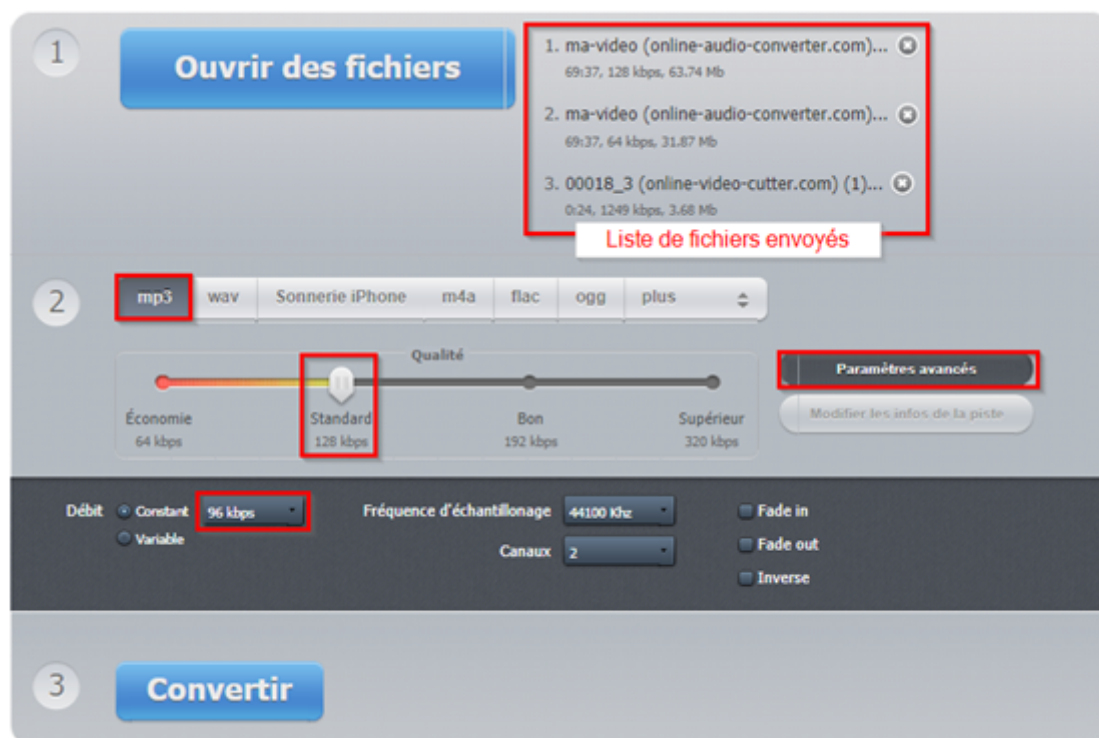 1
Ouvrir des fichiers
1. ma-video (online-audio-converter.com)...
69:37, 128 kbps, 63.74 Mb
2. ma-video (online-audio-converter.com)...
69:37, 64 kbps, 31.87 Mb
3. 00018_3 (online-video-cutter.com) (1)...
0:24, 1249 kbps, 3.68 Mb
Liste de fichiers envoyés
2
mp3 wav Sonnerie iPhone m4a flac ogg plus
Qualité
Économie Standard Bon Supérieur
64 kbps 128 kbps 192 kbps 320 kbps
Paramètres avancés
Modifier les infos de la piste
Débit Constant 96 kbps Fréquence d'échantillonage 44100 Khz Fade in
Variable Canaux 2 Fade out
Inverse
3
Convertir